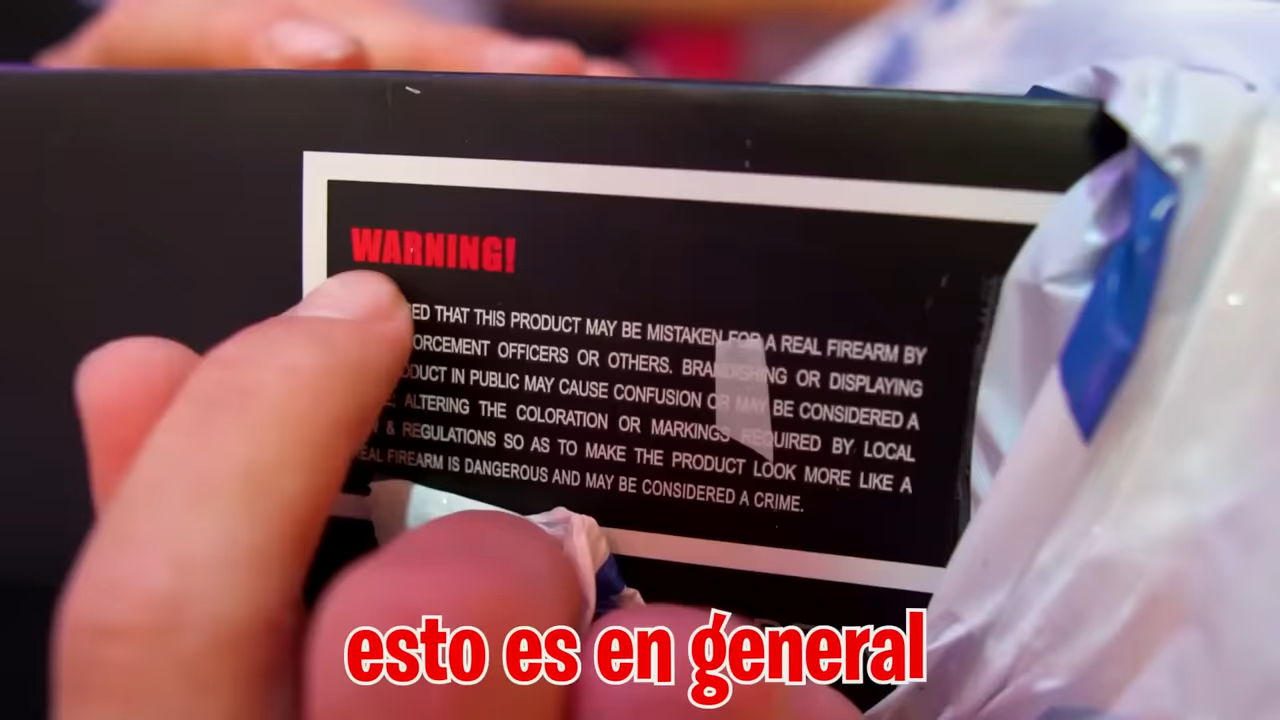 WARNING!
ED THAT THIS PRODUCT MAY BE MISTAKEN FOR A REAL FIREARM BY
ORCEMENT OFFICERS OR OTHERS. BRANDISHING OR DISPLAYING
DUCT IN PUBLIC MAY CAUSE CONFUSION OR MAY BE CONSIDERED A
ALTERING THE COLORATION OR MARKINGS REQUIRED BY LOCAL
& REGULATIONS SO AS TO MAKE THE PRODUCT LOOK MORE LIKE A
REAL FIREARM IS DANGEROUS AND MAY BE CONSIDERED A CRIME.
esto es en general